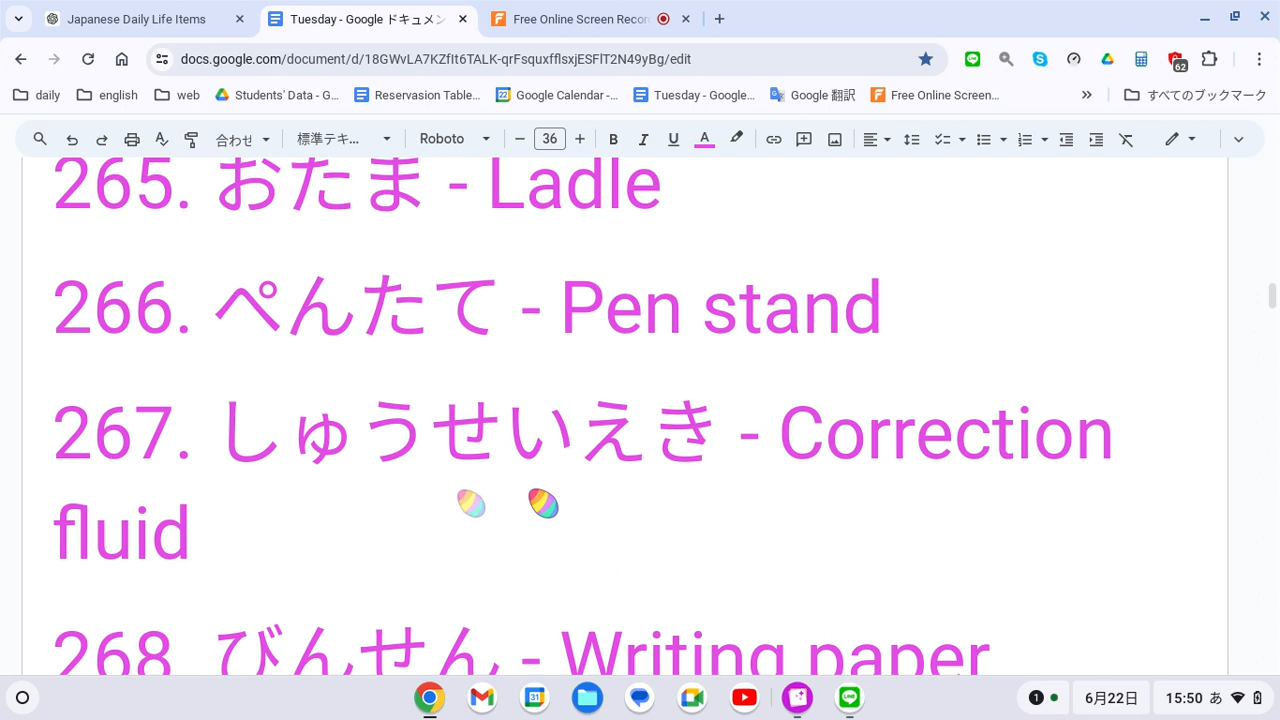 Japanese Daily Life Items
Tuesday - Google ドキュメン
Free Online Screen Recor
docs.google.com/document/d/18GWvLA7KZfIt6TALK-qrFsquxfflsxjESFlT2N49yBg/edit
62
daily
english
web
Students' Data - G...
Reservasion Table...
Google Calendar -...
Tuesday - Google...
Google 翻訳
Free Online Screen...
すべてのブックマーク
合わせ
標準テキ...
Roboto
36
B
I
U
A
265. おたま - Ladle
266. ぺんたて - Pen stand
267. しゅうせいえき - Correction
fluid
268. びんせん - Writing paper
1
6月22日
15:50 あ